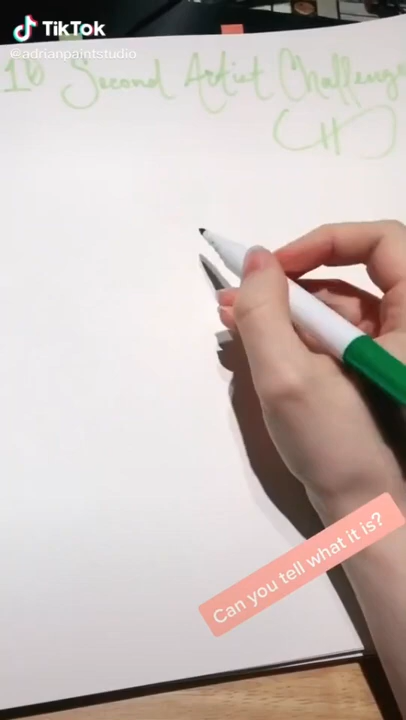 TikTok
@adrianpaintstudio
10 Second Artist Challenge
Can you tell what it is?